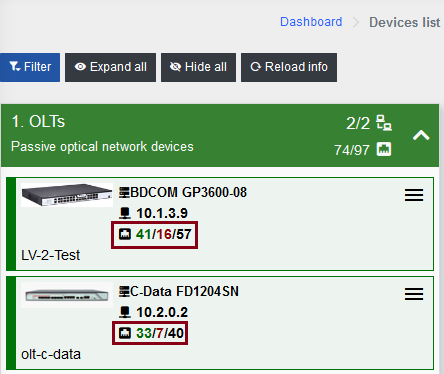 Dashboard > Devices list
Filter Expand all Hide all Reload info
1. OLTs 2/2
Passive optical network devices 74/97
BDCOM GP3600-08
10.1.3.9
41/16/57
LV-2-Test
C-Data FD1204SN
10.2.0.2
33/7/40
olt-c-data